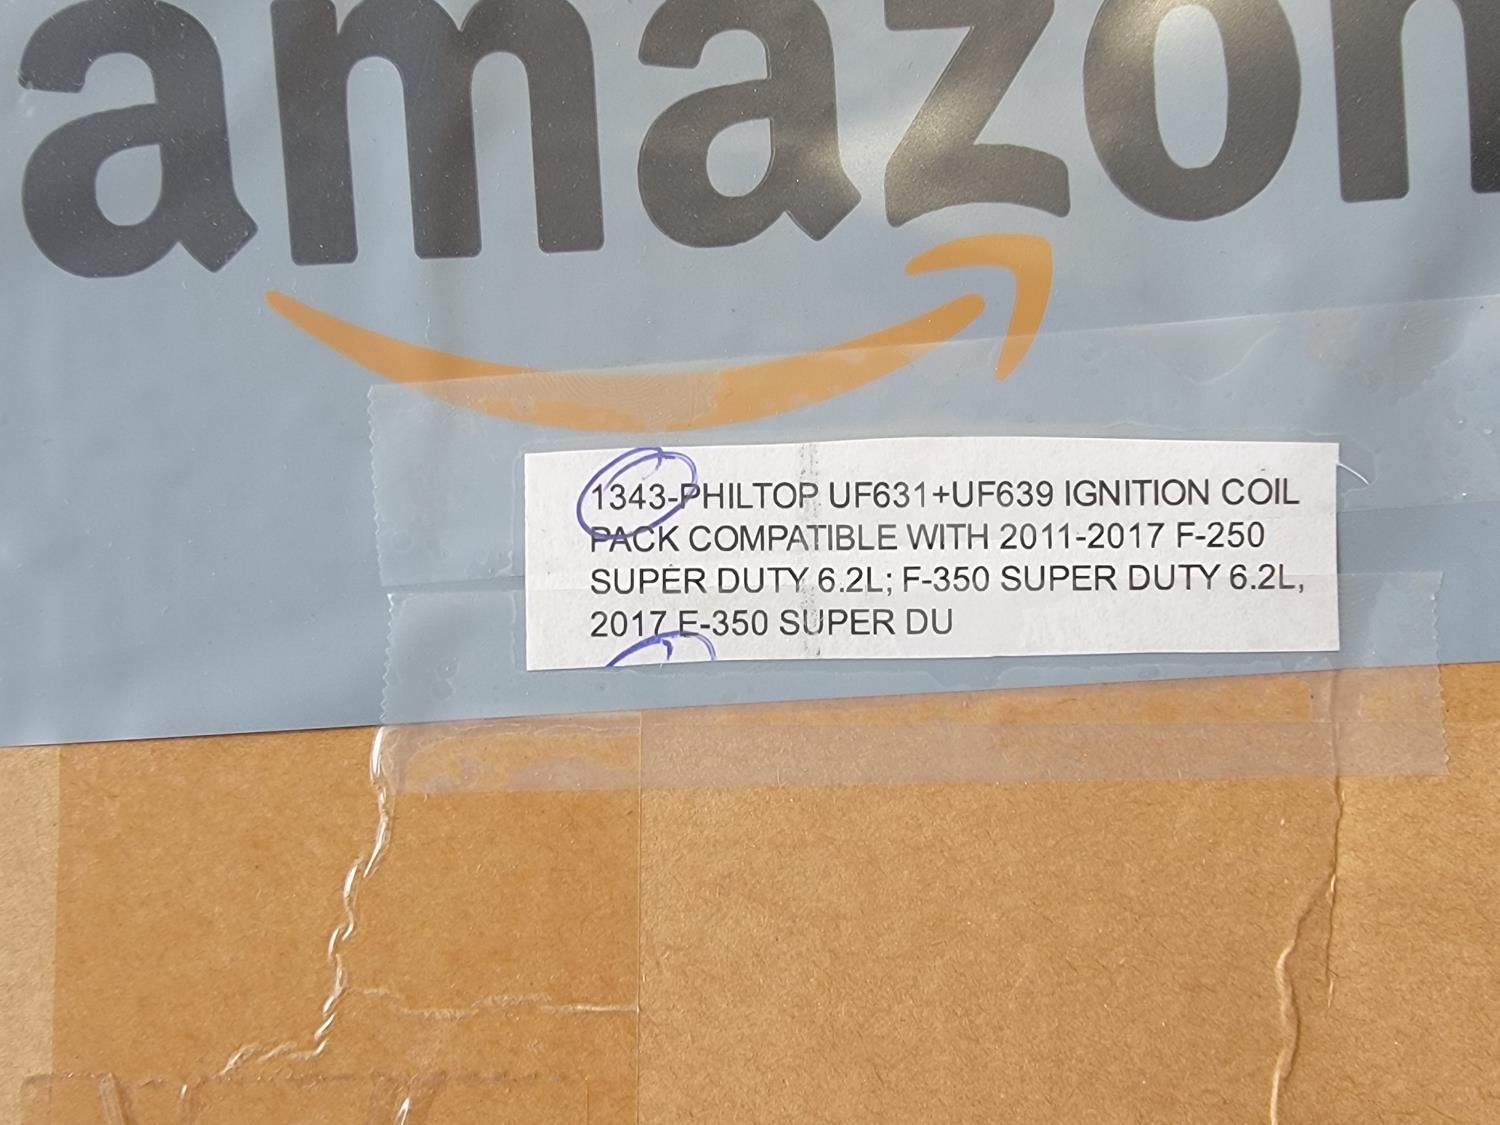 amazon
1343-PHILTOP UF631+UF639 IGNITION COIL
PACK COMPATIBLE WITH 2011-2017 F-250
SUPER DUTY 6.2L; F-350 SUPER DUTY 6.2L,
2017 E-350 SUPER DU